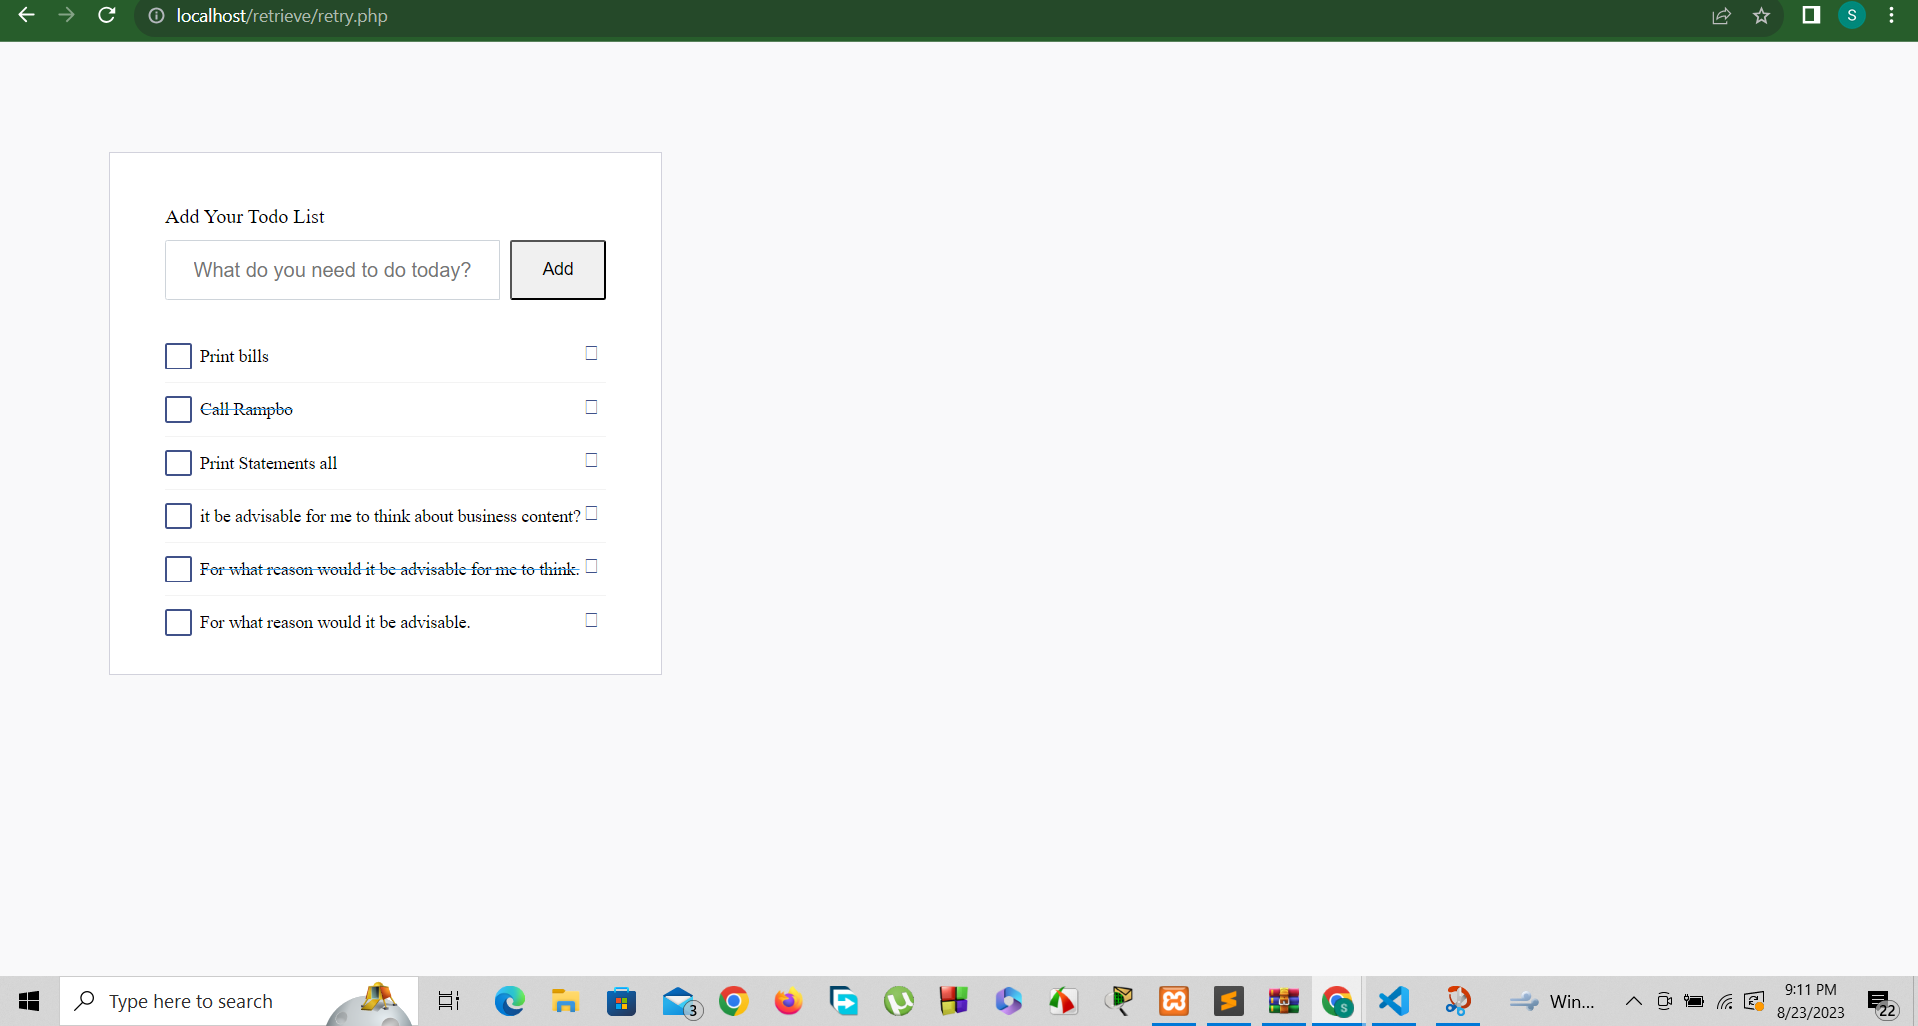 localhost/retrieve/retry.php
S
Add Your Todo List
What do you need to do today?
Add
Print bills
Call Rampbo
Print Statements all
it be advisable for me to think about business content?
For what reason would it be advisable for me to think.
For what reason would it be advisable.
Type here to search
3
S
Win...
9:11 PM
8/23/2023
22